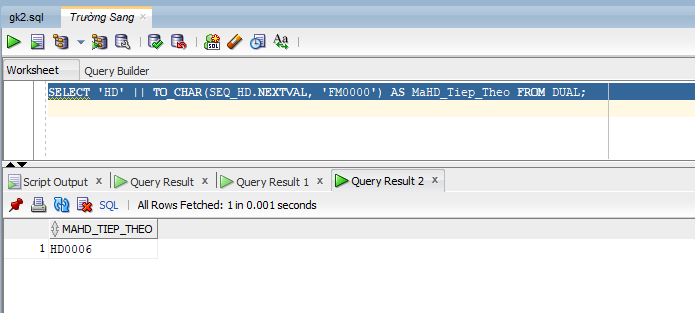 gk2.sql Trường Sang
SQL Aa
Worksheet Query Builder
SELECT 'HD' || TO_CHAR(SEQ_HD.NEXTVAL, 'FM0000') AS MaHD_Tiep_Theo FROM DUAL;
Script Output Query Result Query Result 1 Query Result 2
SQL All Rows Fetched: 1 in 0.001 seconds
MAHD_TIEP_THEO
1 HD0006